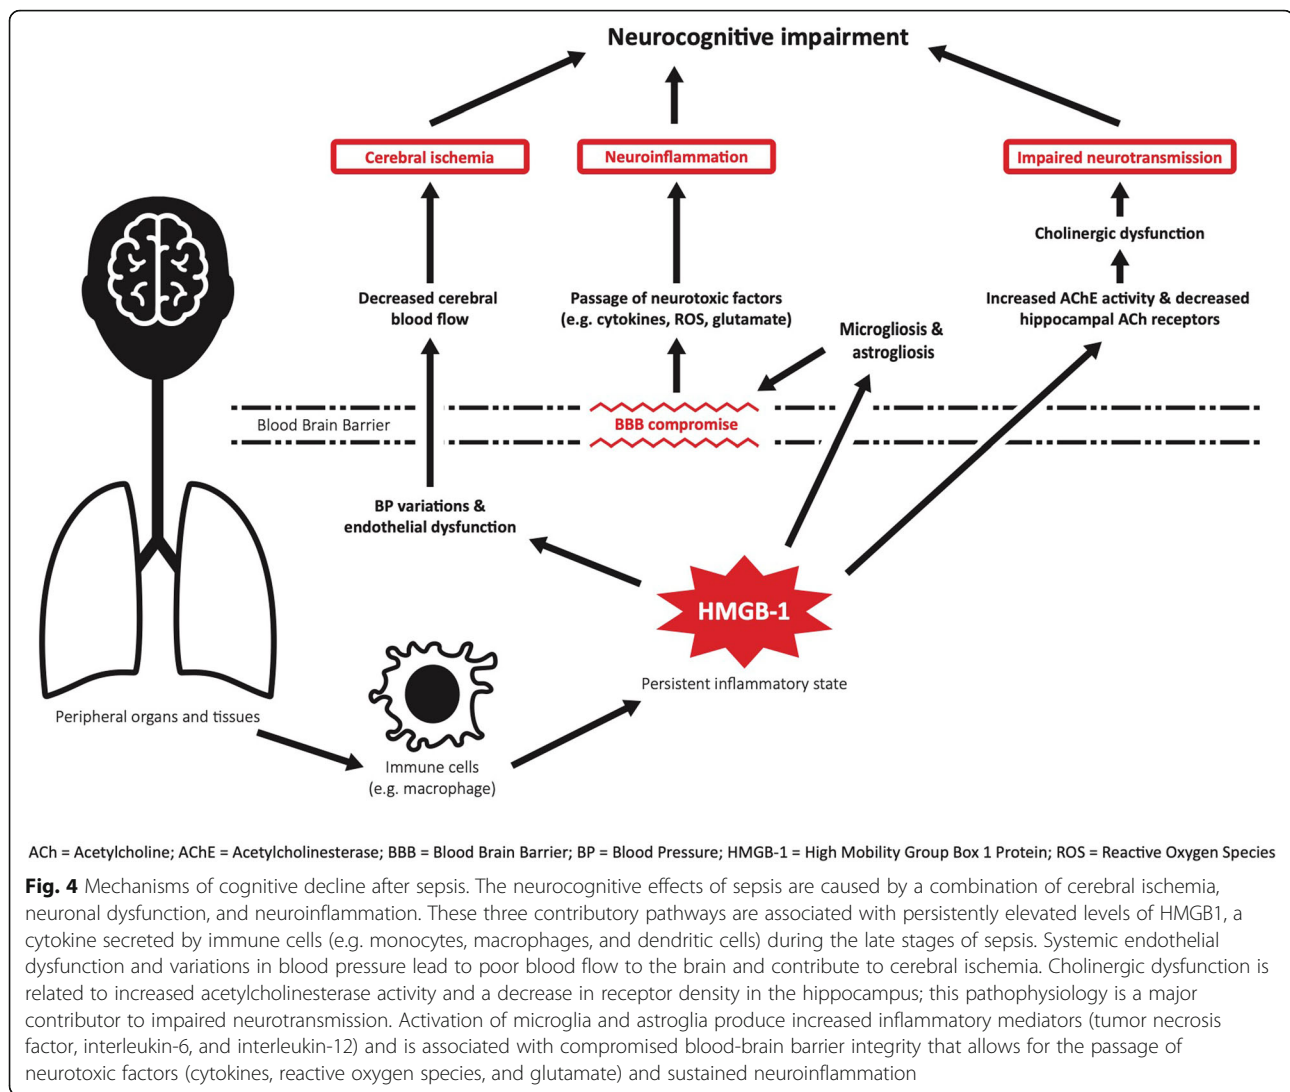 Neurocognitive impairment
Cerebral ischemia
Neuroinflammation
Impaired neurotransmission
Cholinergic dysfunction
Decreased cerebral
blood flow
Passage of neurotoxic factors
(e.g. cytokines, ROS, glutamate)
Increased AChE activity & decreased
hippocampal ACh receptors
Microgliosis &
astrogliosis
Blood Brain Barrier
BBB compromise
BP variations &
endothelial dysfunction
HMGB-1
Persistent inflammatory state
Peripheral organs and tissues
Immune cells
(e.g. macrophage)
ACh = Acetylcholine; AChE = Acetylcholinesterase; BBB = Blood Brain Barrier; BP = Blood Pressure; HMGB-1 = High Mobility Group Box 1 Protein; ROS = Reactive Oxygen Species
Fig. 4 Mechanisms of cognitive decline after sepsis. The neurocognitive effects of sepsis are caused by a combination of cerebral ischemia,
neuronal dysfunction, and neuroinflammation. These three contributory pathways are associated with persistently elevated levels of HMGB1, a
cytokine secreted by immune cells (e.g. monocytes, macrophages, and dendritic cells) during the late stages of sepsis. Systemic endothelial
dysfunction and variations in blood pressure lead to poor blood flow to the brain and contribute to cerebral ischemia. Cholinergic dysfunction is
related to increased acetylcholinesterase activity and a decrease in receptor density in the hippocampus; this pathophysiology is a major
contributor to impaired neurotransmission. Activation of microglia and astroglia produce increased inflammatory mediators (tumor necrosis
factor, interleukin-6, and interleukin-12) and is associated with compromised blood-brain barrier integrity that allows for the passage of
neurotoxic factors (cytokines, reactive oxygen species, and glutamate) and sustained neuroinflammation